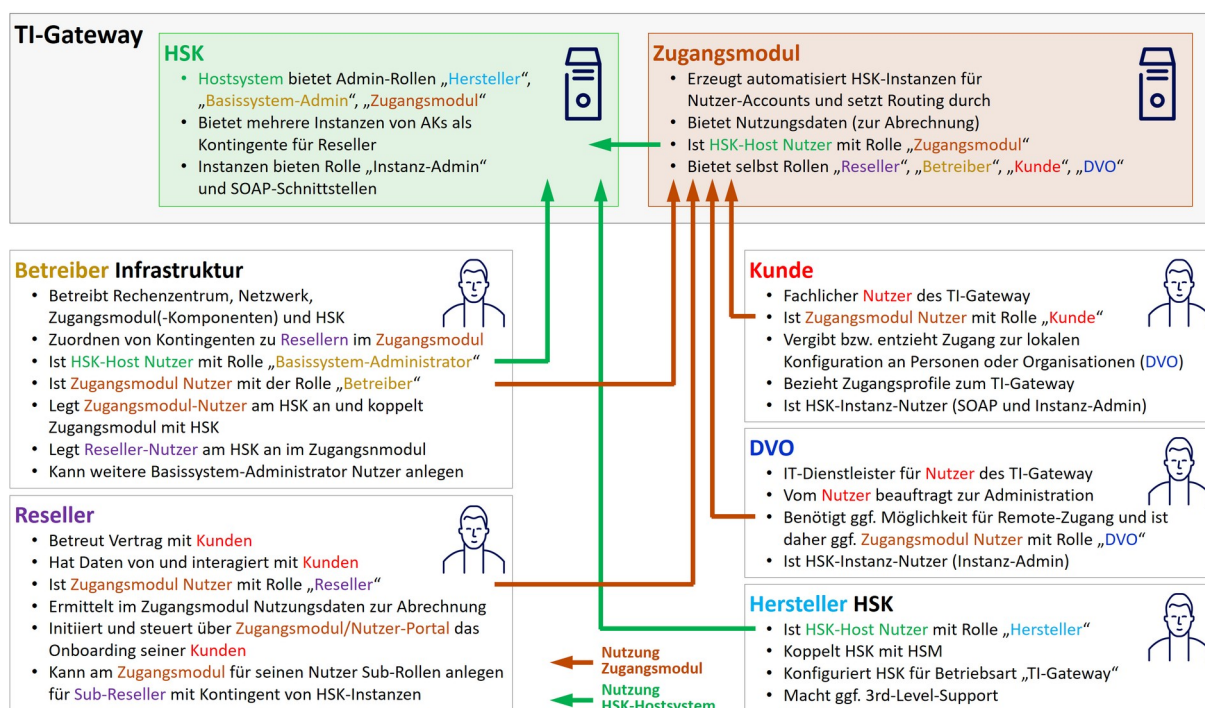 TI-Gateway
HSK
• Hostsystem bietet Admin-Rollen „Hersteller“,
„Basissystem-Admin“, „Zugangsmodul“
• Bietet mehrere Instanzen von AKs als
Kontingente für Reseller
• Instanzen bieten Rolle „Instanz-Admin“
und SOAP-Schnittstellen
Zugangsmodul
• Erzeugt automatisiert HSK-Instanzen für
Nutzer-Accounts und setzt Routing durch
• Bietet Nutzungsdaten (zur Abrechnung)
• Ist HSK-Host Nutzer mit Rolle „Zugangsmodul“
• Bietet selbst Rollen „Reseller“, „Betreiber“, „Kunde“, „DVO“
Betreiber Infrastruktur
• Betreibt Rechenzentrum, Netzwerk,
Zugangsmodul(-Komponenten) und HSK
• Zuordnen von Kontingenten zu Resellern im Zugangsmodul
• Ist HSK-Host Nutzer mit Rolle „Basissystem-Administrator“
• Ist Zugangsmodul Nutzer mit der Rolle „Betreiber“
• Legt Zugangsmodul-Nutzer am HSK an und koppelt
Zugangsmodul mit HSK
• Legt Reseller-Nutzer am HSK an im Zugangsnmodul
• Kann weitere Basissystem-Administrator Nutzer anlegen
Reseller
• Betreut Vertrag mit Kunden
• Hat Daten von und interagiert mit Kunden
• Ist Zugangsmodul Nutzer mit Rolle „Reseller“
• Ermittelt im Zugangsmodul Nutzungsdaten zur Abrechnung
• Initiiert und steuert über Zugangsmodul/Nutzer-Portal das
Onboarding seiner Kunden
• Kann am Zugangsmodul für seinen Nutzer Sub-Rollen anlegen
für Sub-Reseller mit Kontingent von HSK-Instanzen
Kunde
• Fachlicher Nutzer des TI-Gateway
• Ist Zugangsmodul Nutzer mit Rolle „Kunde“
• Vergibt bzw. entzieht Zugang zur lokalen
Konfiguration an Personen oder Organisationen (DVO)
• Bezieht Zugangsprofile zum TI-Gateway
• Ist HSK-Instanz-Nutzer (SOAP und Instanz-Admin)
DVO
• IT-Dienstleister für Nutzer des TI-Gateway
• Vom Nutzer beauftragt zur Administration
• Benötigt ggf. Möglichkeit für Remote-Zugang und ist
daher ggf. Zugangsmodul Nutzer mit Rolle „DVO“
• Ist HSK-Instanz-Nutzer (Instanz-Admin)
Hersteller HSK
• Ist HSK-Host Nutzer mit Rolle „Hersteller“
• Koppelt HSK mit HSM
• Konfiguriert HSK für Betriebsart „TI-Gateway“
• Macht ggf. 3rd-Level-Support
Nutzung
Zugangsmodul
Nutzung
HSK-Hostsystem